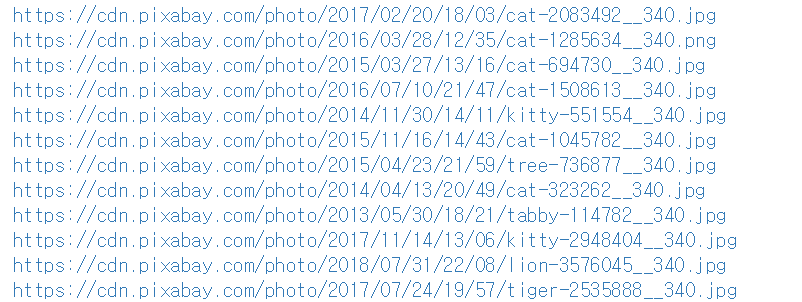 https://cdn.pixabay.com/photo/2017/02/20/18/03/cat-2083492__340.jpg
https://cdn.pixabay.com/photo/2016/03/28/12/35/cat-1285634__340.png
https://cdn.pixabay.com/photo/2015/03/27/13/16/cat-694730__340.jpg
https://cdn.pixabay.com/photo/2016/07/10/21/47/cat-1508613__340.jpg
https://cdn.pixabay.com/photo/2014/11/30/14/11/kitty-551554__340.jpg
https://cdn.pixabay.com/photo/2015/11/16/14/43/cat-1045782__340.jpg
https://cdn.pixabay.com/photo/2015/04/23/21/59/tree-736877__340.jpg
https://cdn.pixabay.com/photo/2014/04/13/20/49/cat-323262__340.jpg
https://cdn.pixabay.com/photo/2013/05/30/18/21/tabby-114782__340.jpg
https://cdn.pixabay.com/photo/2017/11/14/13/06/kitty-2948404__340.jpg
https://cdn.pixabay.com/photo/2018/07/31/22/08/lion-3576045__340.jpg
https://cdn.pixabay.com/photo/2017/07/24/19/57/tiger-2535888__340.jpg